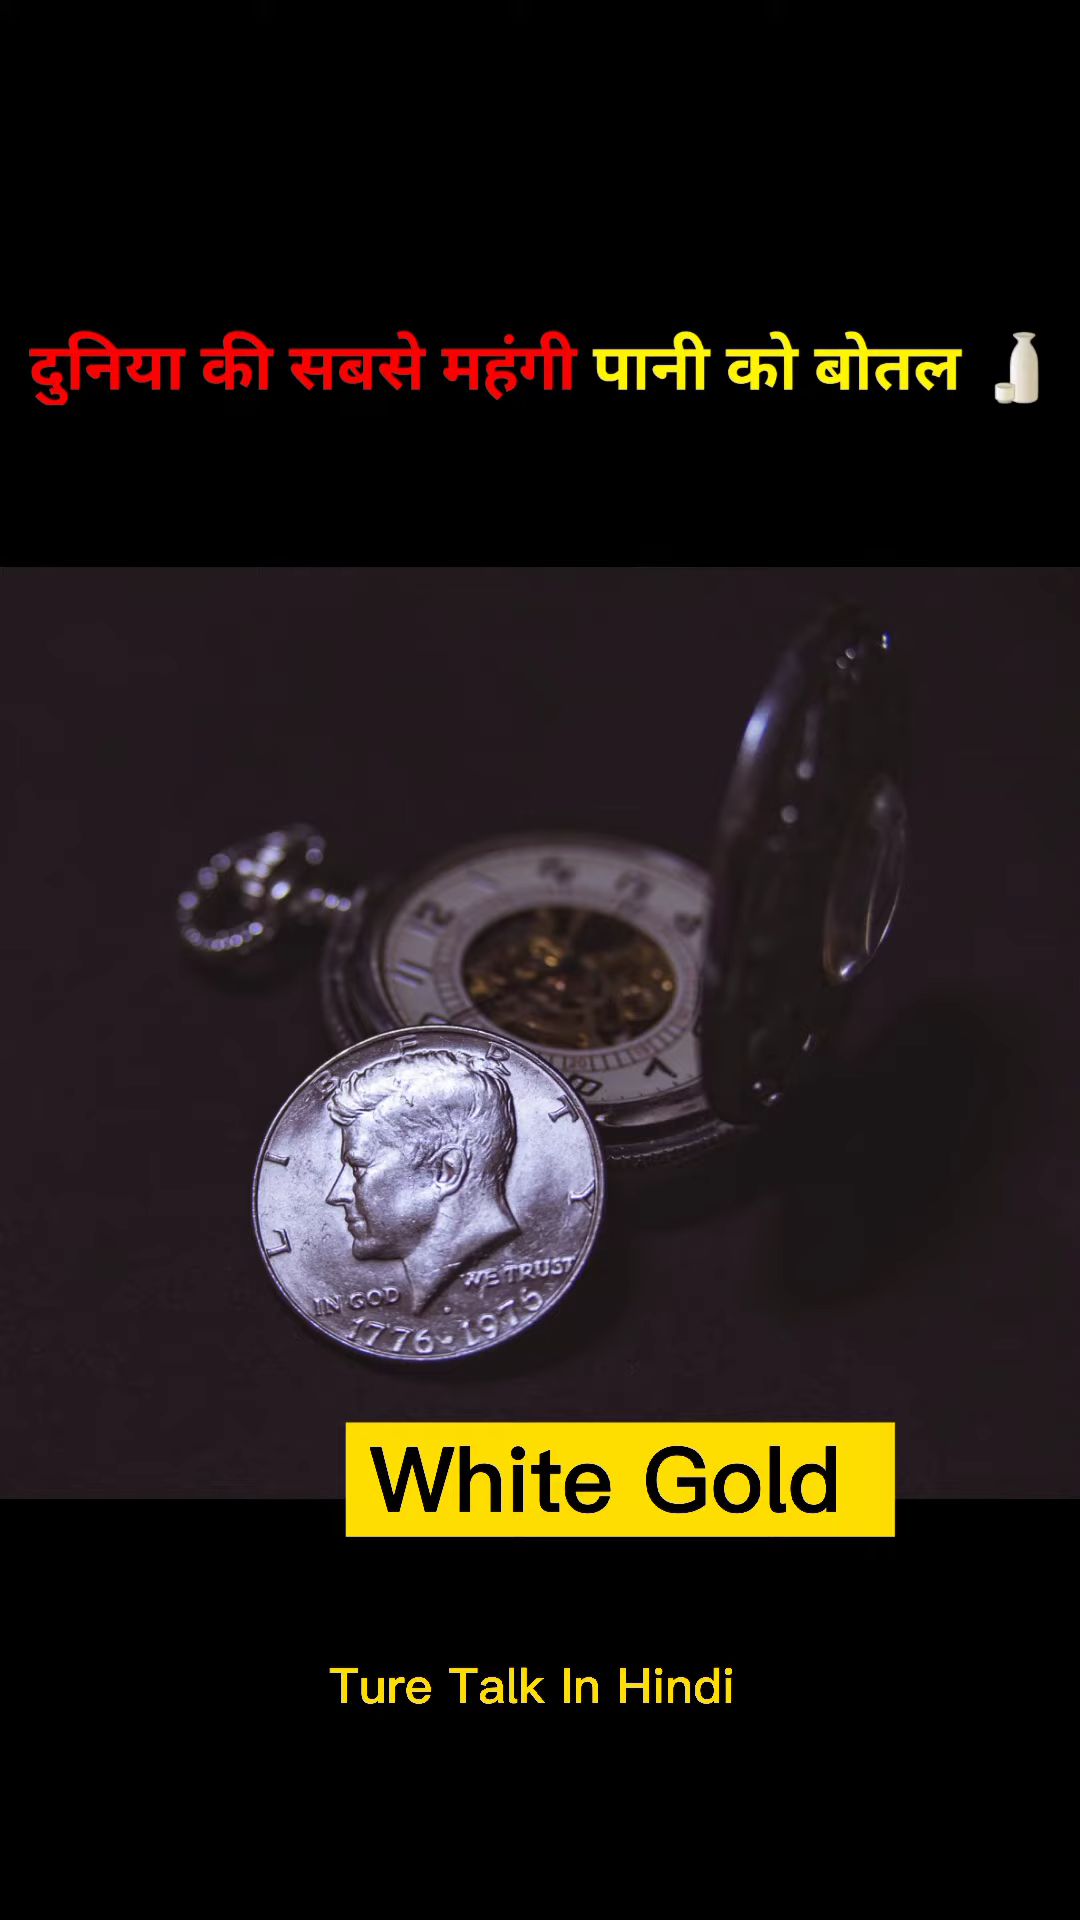 दुनिया की सबसे महंगी पानी को बोतल
LIBERTY
IN GOD WE TRUST
1776-1976
White Gold
Ture Talk In Hindi